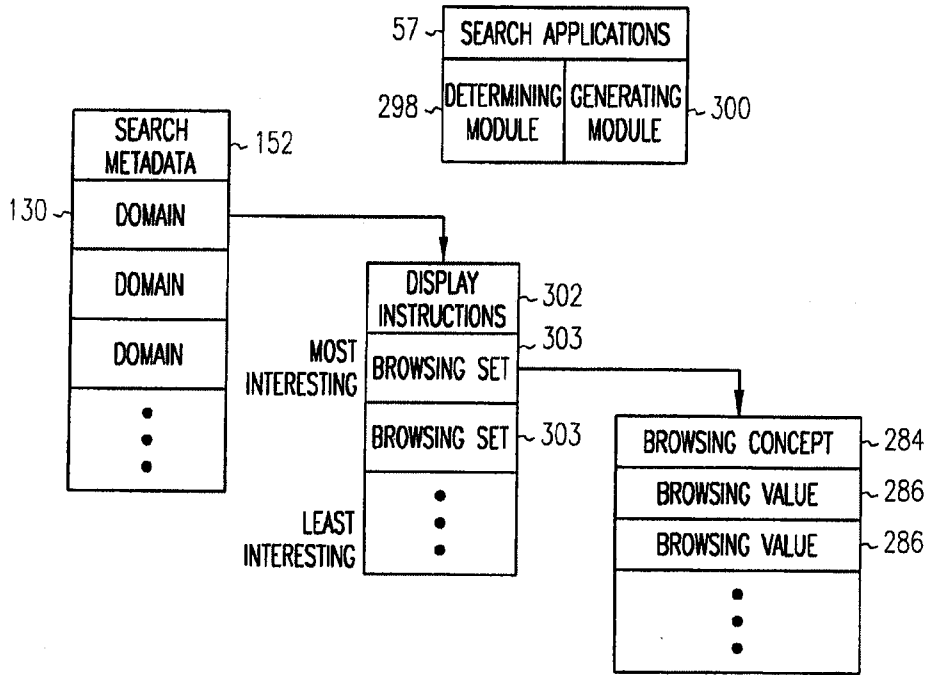 57
SEARCH APPLICATIONS
298
DETERMINING
MODULE
GENERATING
MODULE
300
SEARCH
METADATA
152
130
DOMAIN
DOMAIN
DOMAIN
DISPLAY
INSTRUCTIONS
302
303
MOST
INTERESTING
BROWSING SET
BROWSING SET
303
LEAST
INTERESTING
BROWSING CONCEPT
284
BROWSING VALUE
286
BROWSING VALUE
286